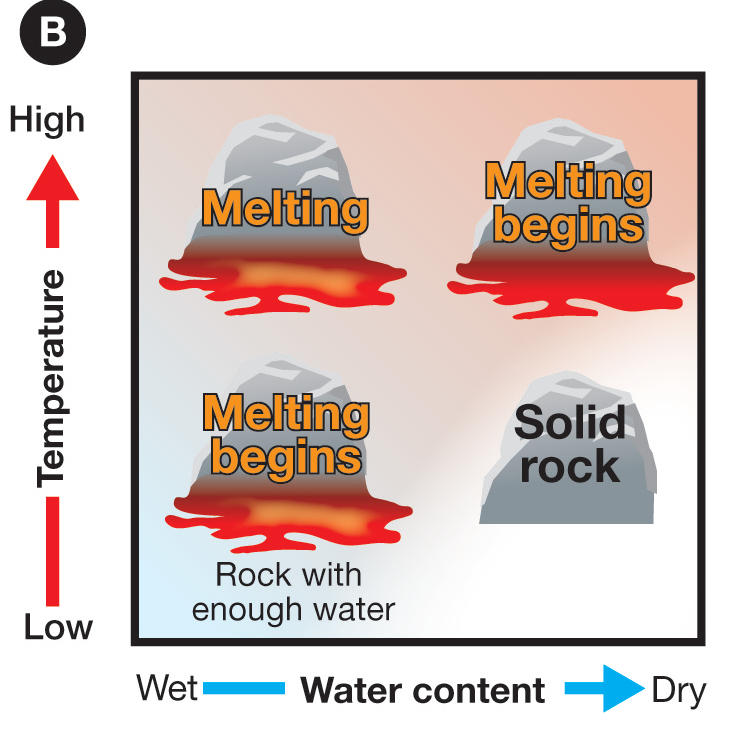 B
High
Melting
Melting
begins
Temperature
Melting
begins
Solid
rock
Rock with
enough water
Low
Wet
Water content
Dry